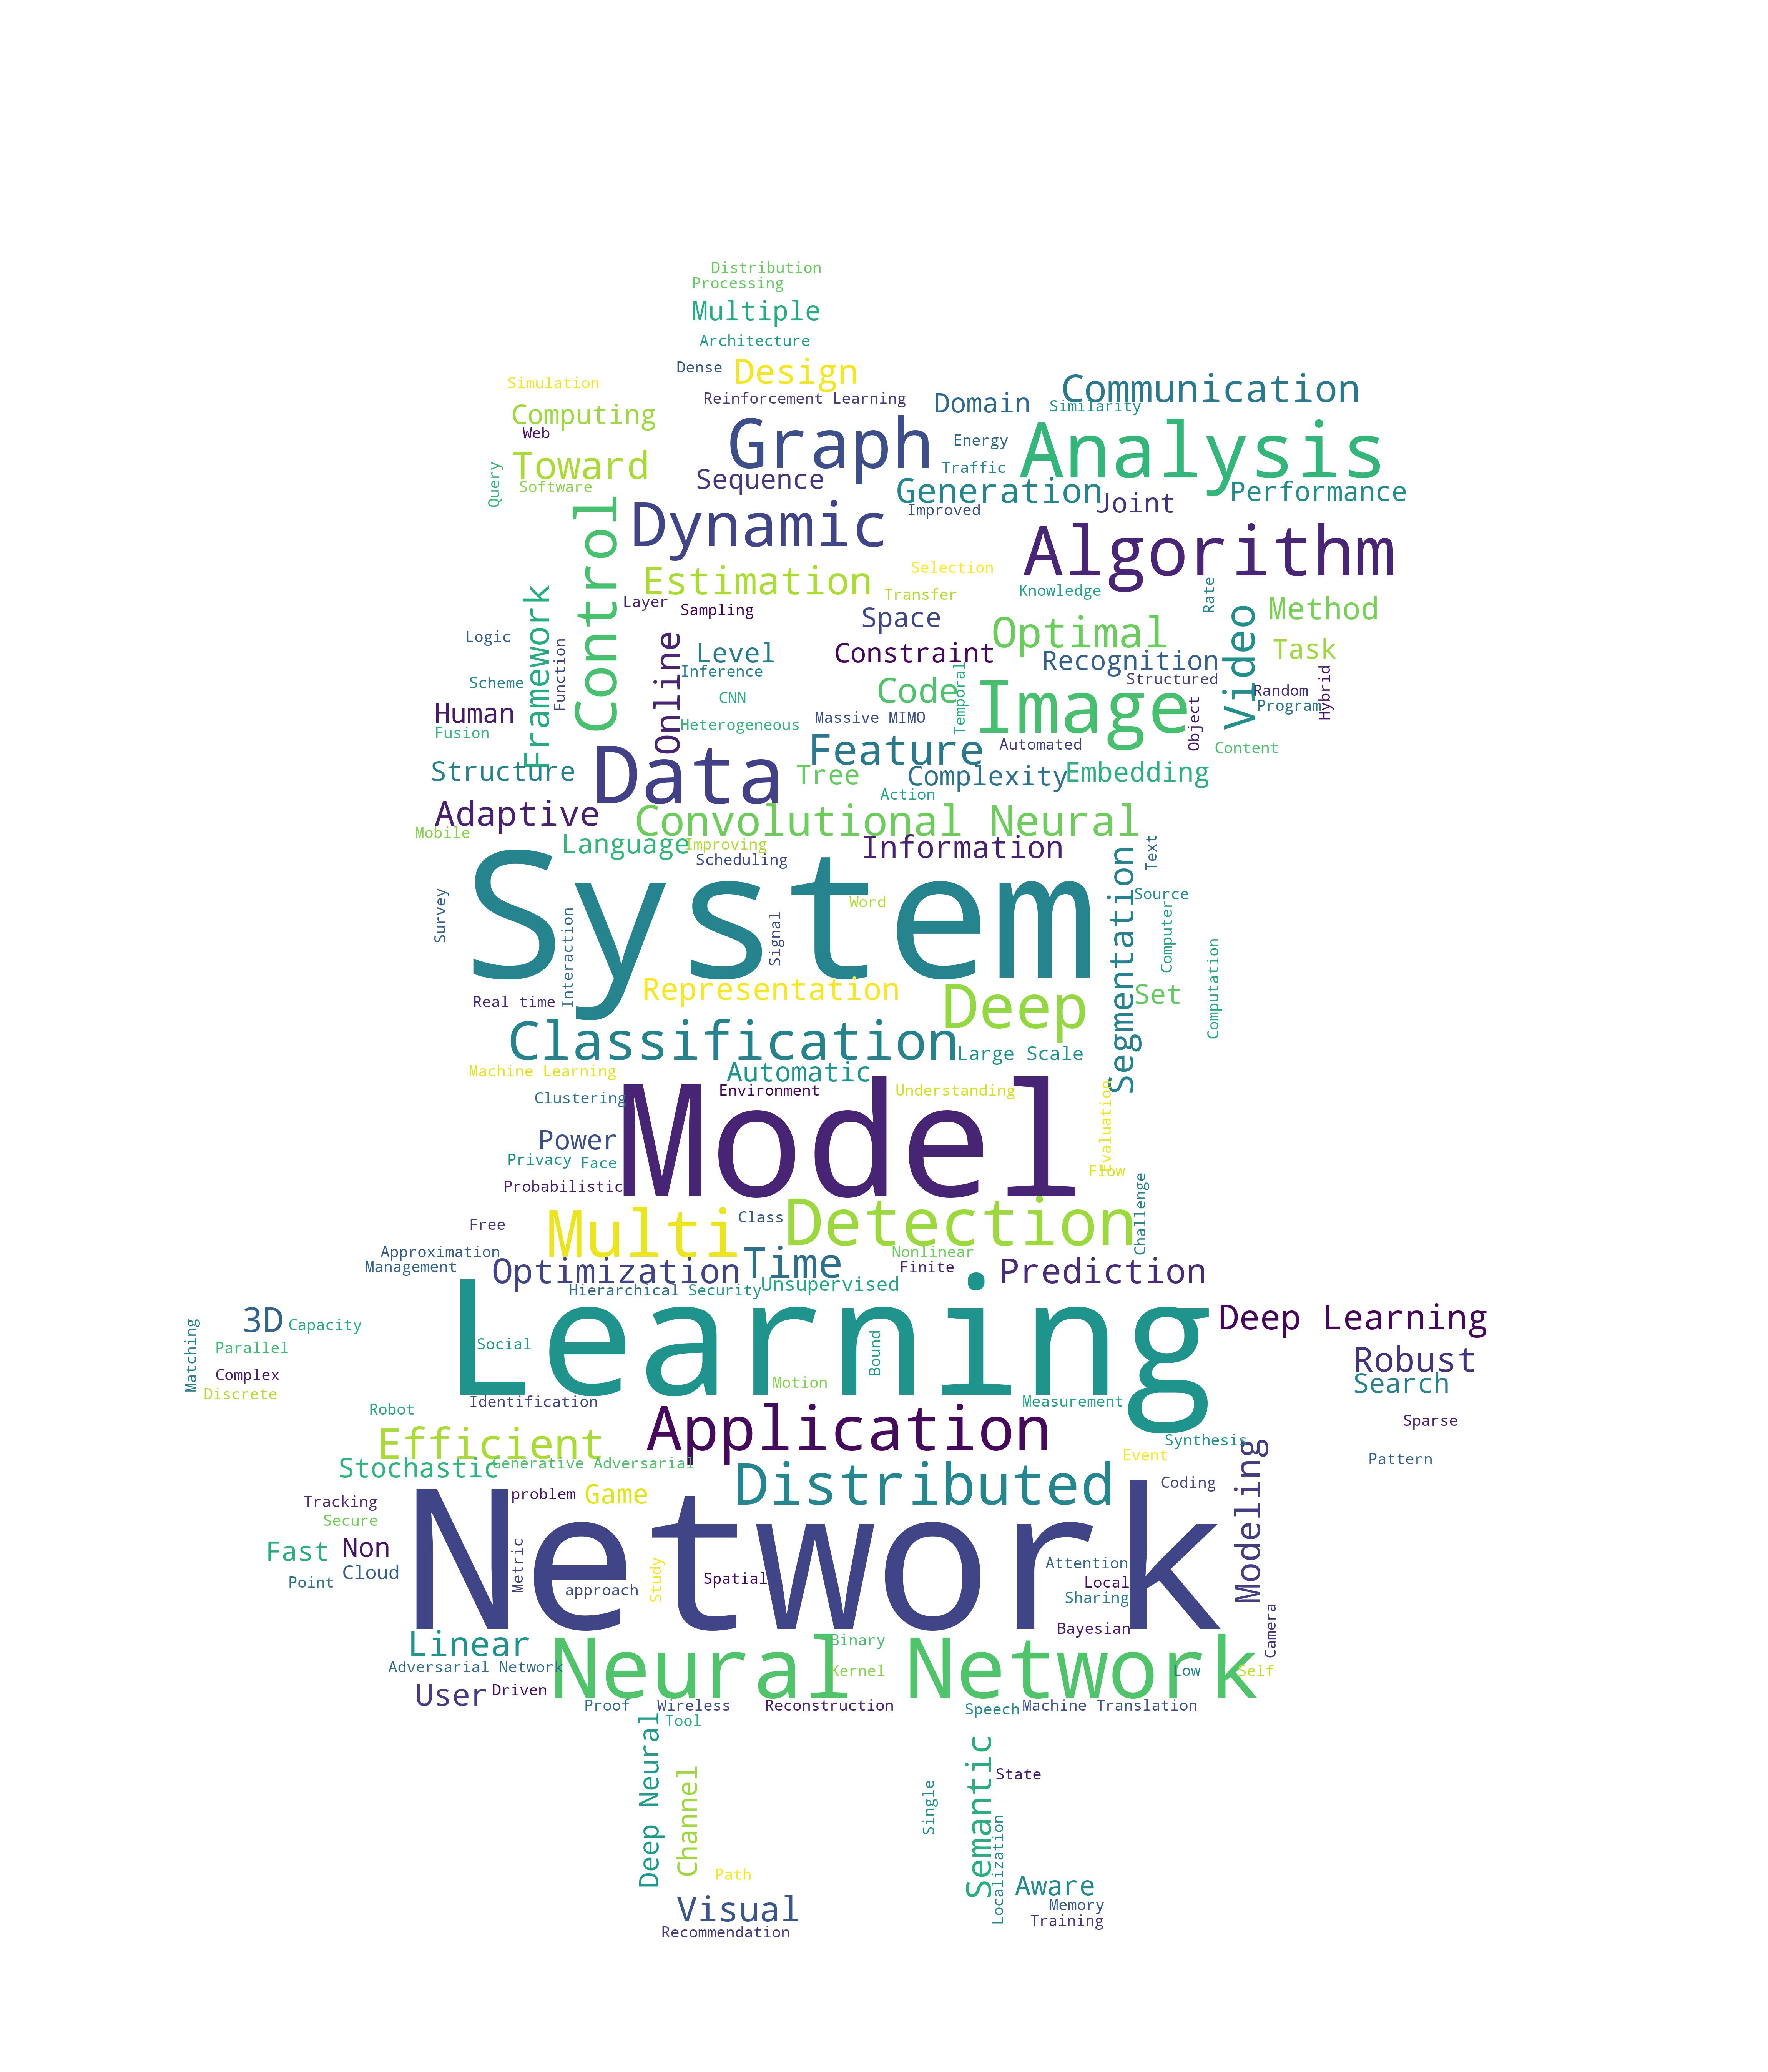 Distribution
Processing
Multiple
Architecture
Dense
Design
Simulation
Reinforcement Learning
Domain
Communication
Similarity
Computing
Web
Graph
Energy
Analysis
Toward
Traffic
Query
Software
Sequence
Generation
Performance
Joint
Improved
Control
Dynamic
Algorithm
Estimation
Selection
Transfer
Knowledge
Rate
Method
Layer
Sampling
Space
Optimal
Video
Framework
Logic
Function
Online
Level
Constraint
Recognition
Task
Inference
Structured
Scheme
CNN
Code
Temporal
Image
Random
Hybrid
Program
Human
Massive MIMO
Object
Fusion
Heterogeneous
Feature
Automated
Content
Structure
Data
Tree
Complexity
Embedding
Action
Adaptive
Convolutional Neural
Mobile
Language
Improving
Information
Scheduling
Text
System
Segmentation
Source
Word
Survey
Signal
Computer
Interaction
Computation
Representation
Real time
Deep
Set
Classification
Large Scale
Machine Learning
Automatic
Clustering
Environment
Understanding
Model
Evaluation
Power
Privacy
Face
Flow
Probabilistic
Challenge
Free
Multi
Class
Detection
Approximation
Nonlinear
Management
Optimization
Time
Finite
Prediction
Hierarchical
Security
Unsupervised
Learning
3D
Capacity
Deep Learning
Matching
Parallel
Social
Bound
Robust
Complex
Search
Discrete
Motion
Identification
Measurement
Robot
Application
Sparse
Efficient
Synthesis
Event
Pattern
Stochastic
Generative Adversarial
Distributed
Coding
Modeling
Tracking
problem
Game
Secure
Network
Fast
Non
Metric
Cloud
Point
approach
Study
Spatial
Attention
Local
Sharing
Bayesian
Camera
Linear
Binary
Neural Network
Adversarial Network
Kernel
Low
Self
User
Driven
Proof
Wireless
Reconstruction
Speech
Machine Translation
Tool
Deep Neural
Channel
Semantic
State
Single
Localization
Path
Aware
Visual
Memory
Training
Recommendation